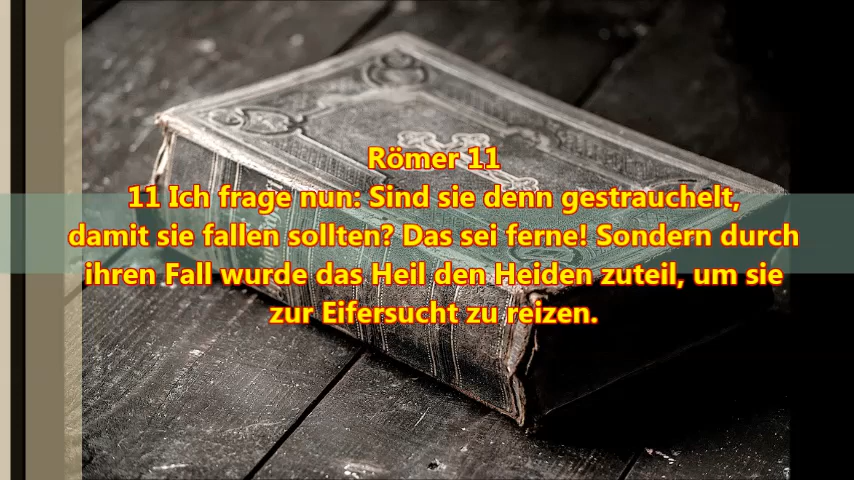 Römer 11
11 Ich frage nun: Sind sie denn gestrauchelt,
damit sie fallen sollten? Das sei ferne! Sondern durch
ihren Fall wurde das Heil den Heiden zuteil, um sie
zur Eifersucht zu reizen.